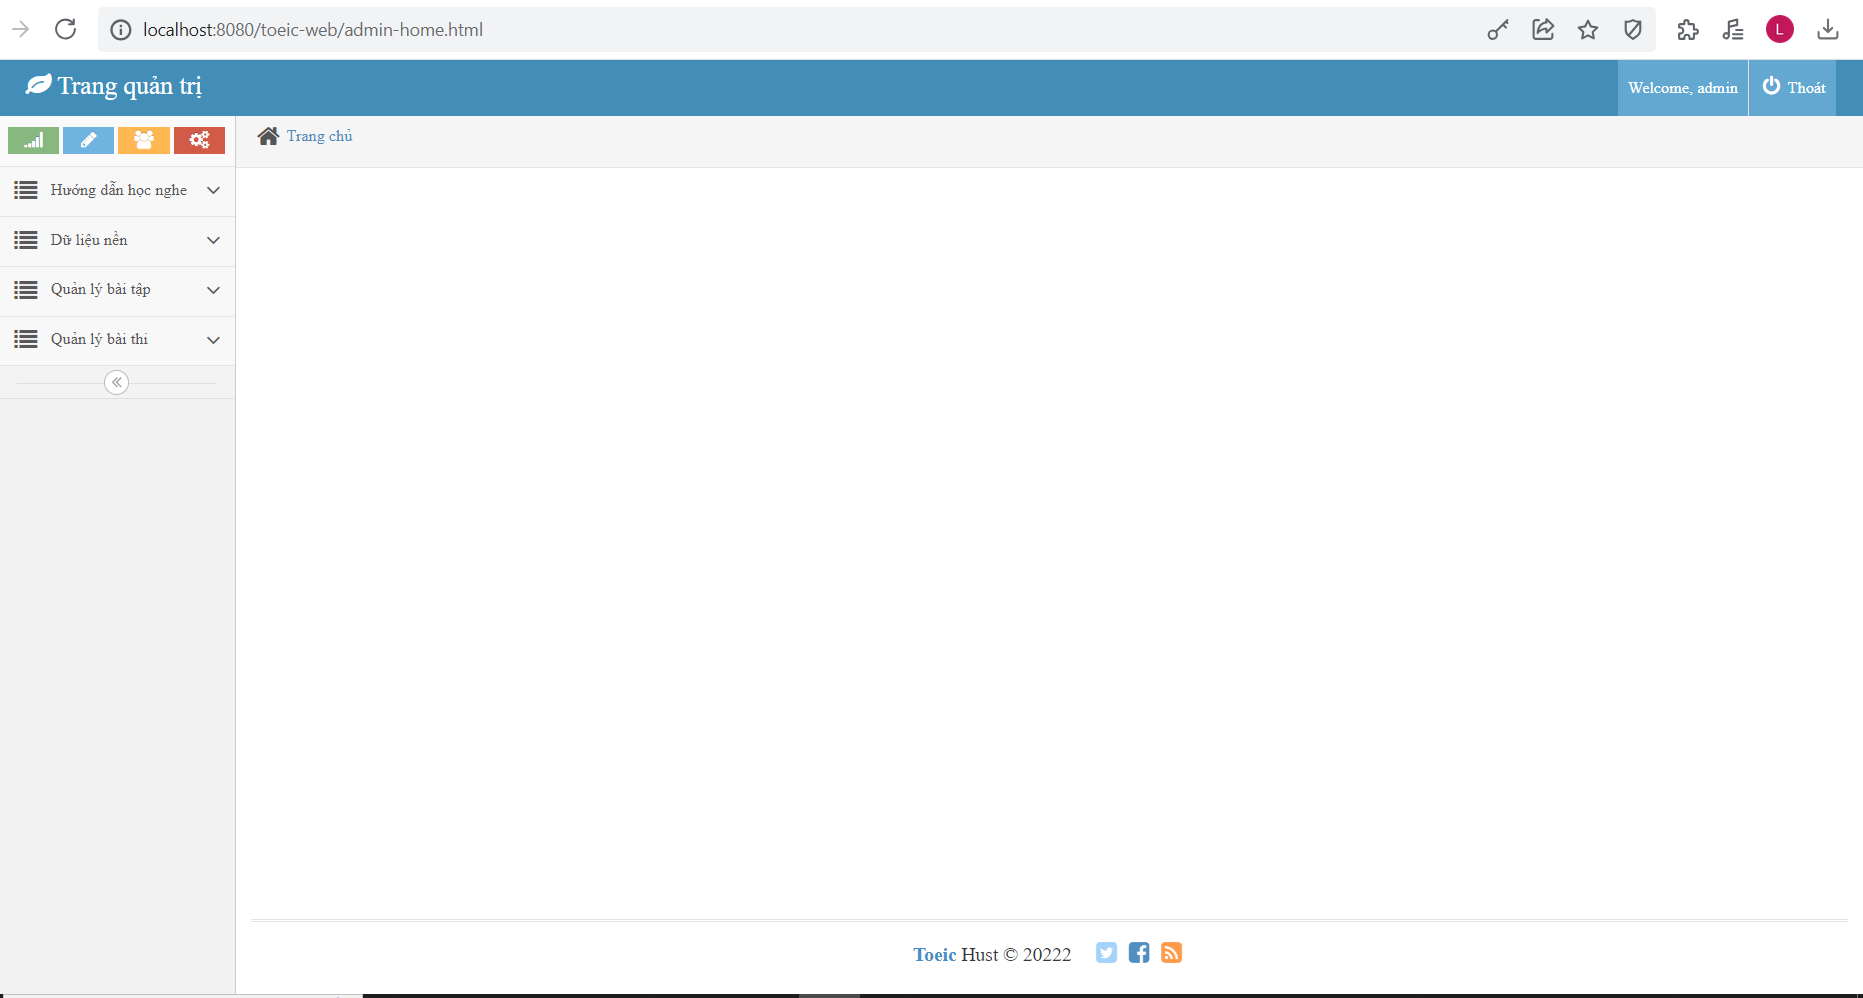 localhost:8080/toeic-web/admin-home.html
L
Trang quản trị
Welcome, admin
Thoát
Trang chủ
Hướng dẫn học nghe
Dữ liệu nền
Quản lý bài tập
Quản lý bài thi
Toeic Hust © 20222